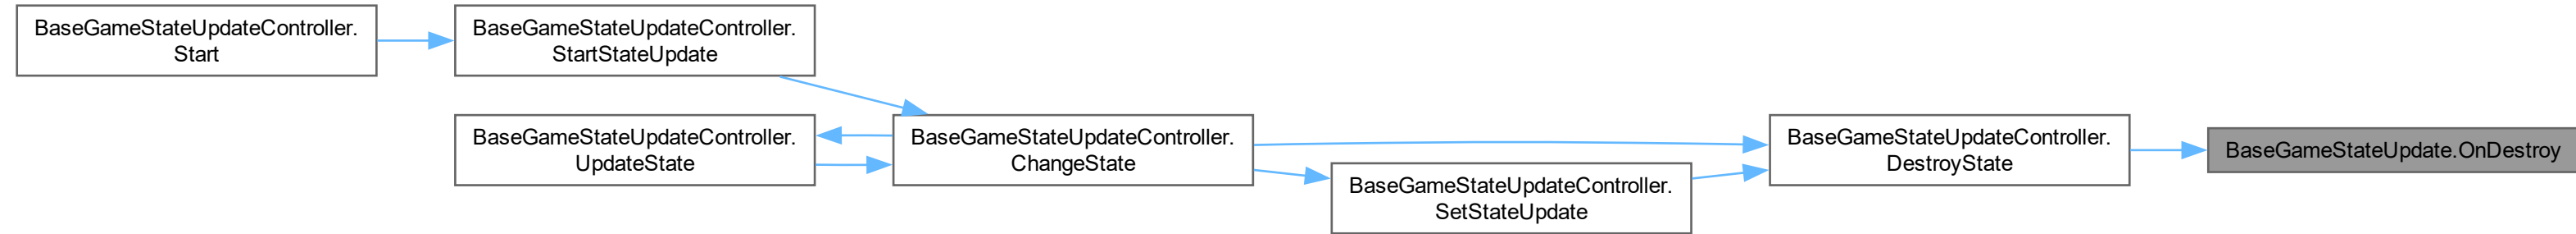 BaseGameStateUpdateController.
Start
BaseGameStateUpdateController.
StartStateUpdate
BaseGameStateUpdateController.
UpdateState
BaseGameStateUpdateController.
ChangeState
BaseGameStateUpdateController.
SetStateUpdate
BaseGameStateUpdateController.
DestroyState
BaseGameStateUpdate.OnDestroy